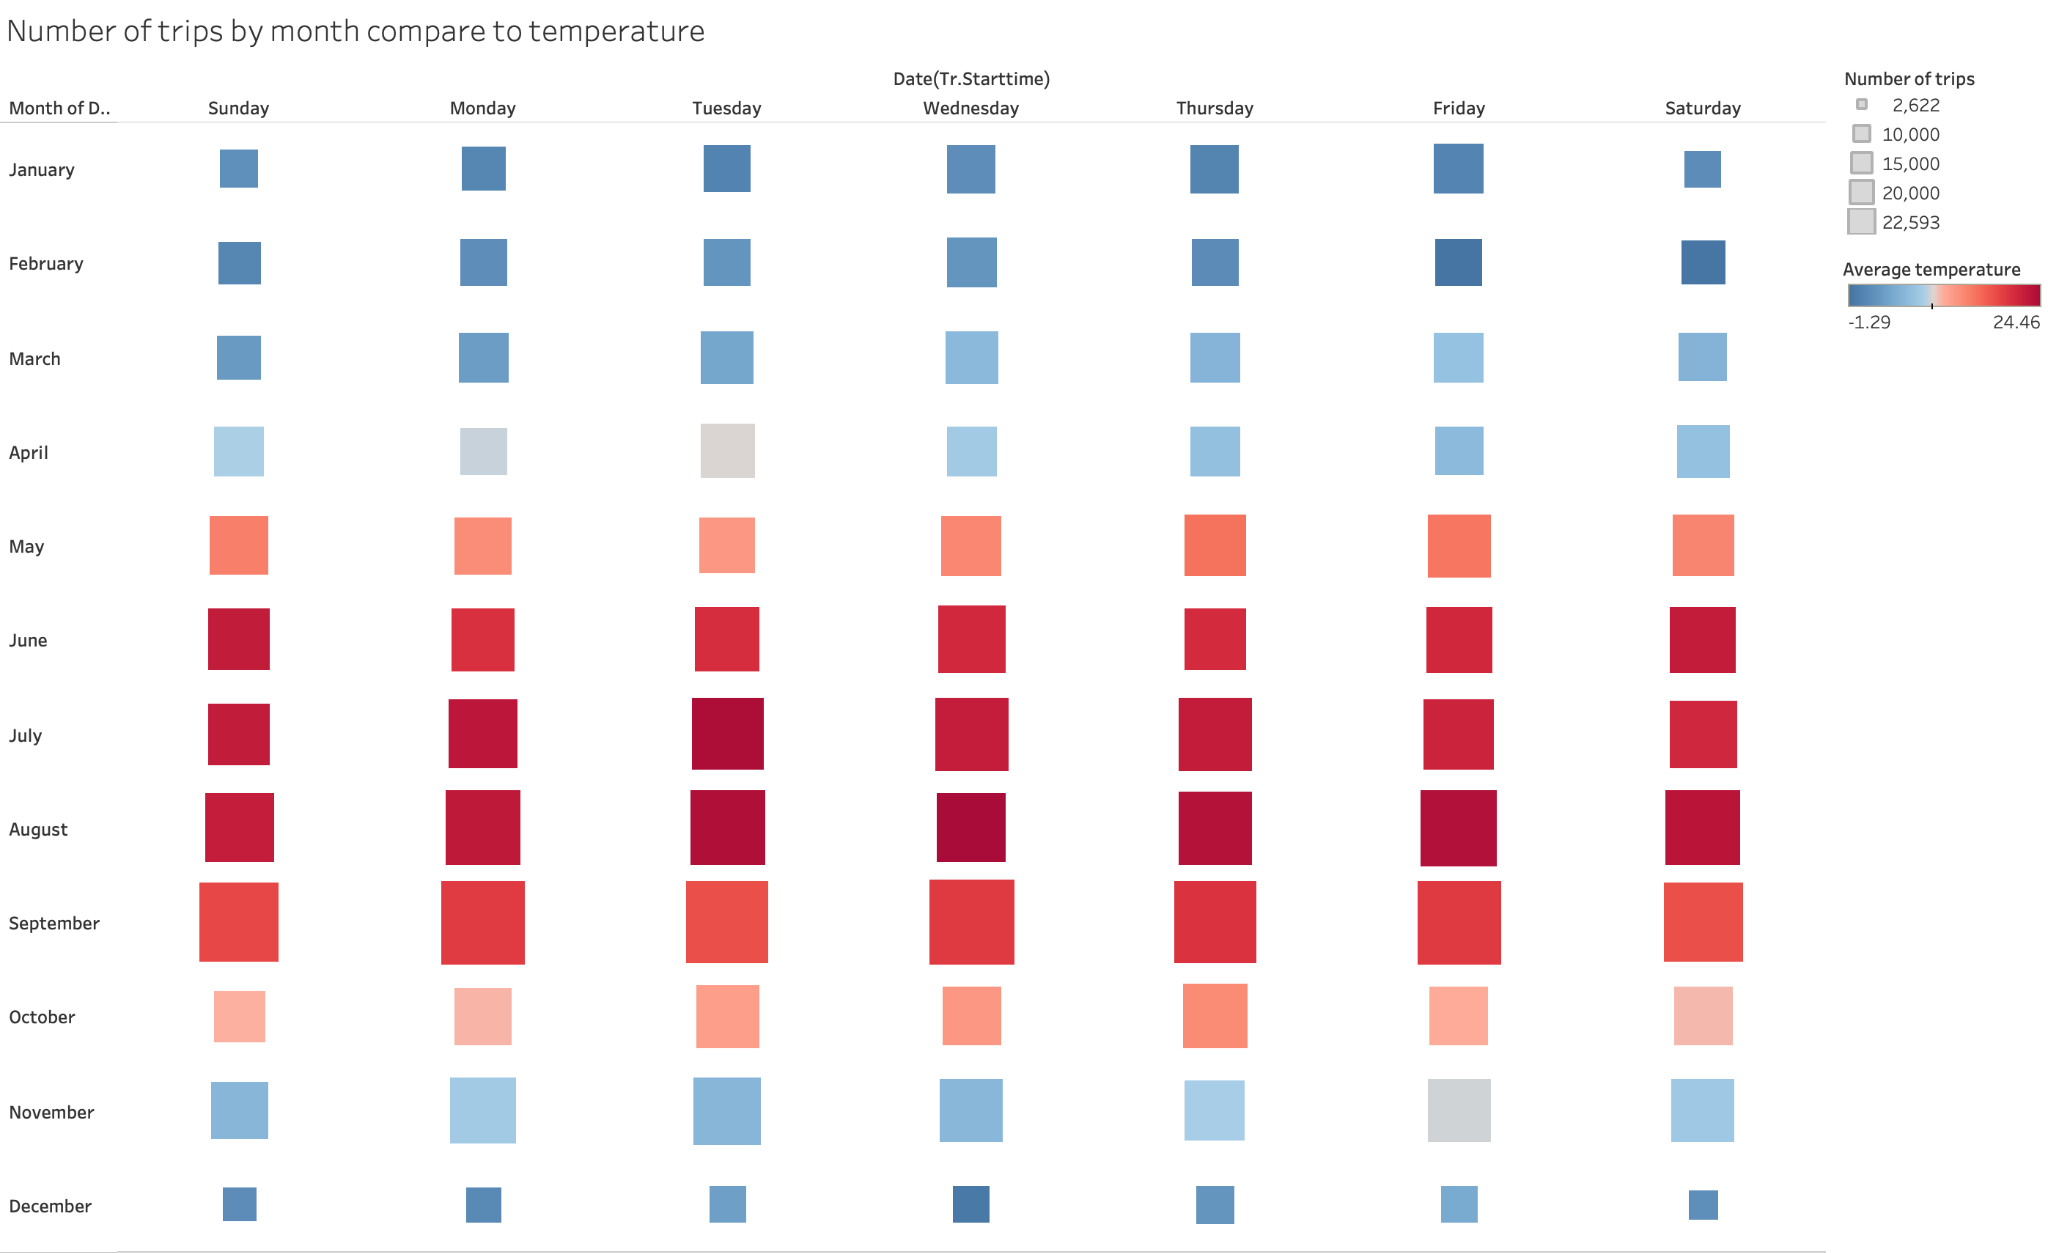 Number of trips by month compare to temperature
Date(Tr.Starttime)
Month of D.. Sunday Monday Tuesday Wednesday Thursday Friday Saturday
January
February
March
April
May
June
July
August
September
October
November
December
Number of trips
2,622
10,000
15,000
20,000
22,593
Average temperature
-1.29 24.46